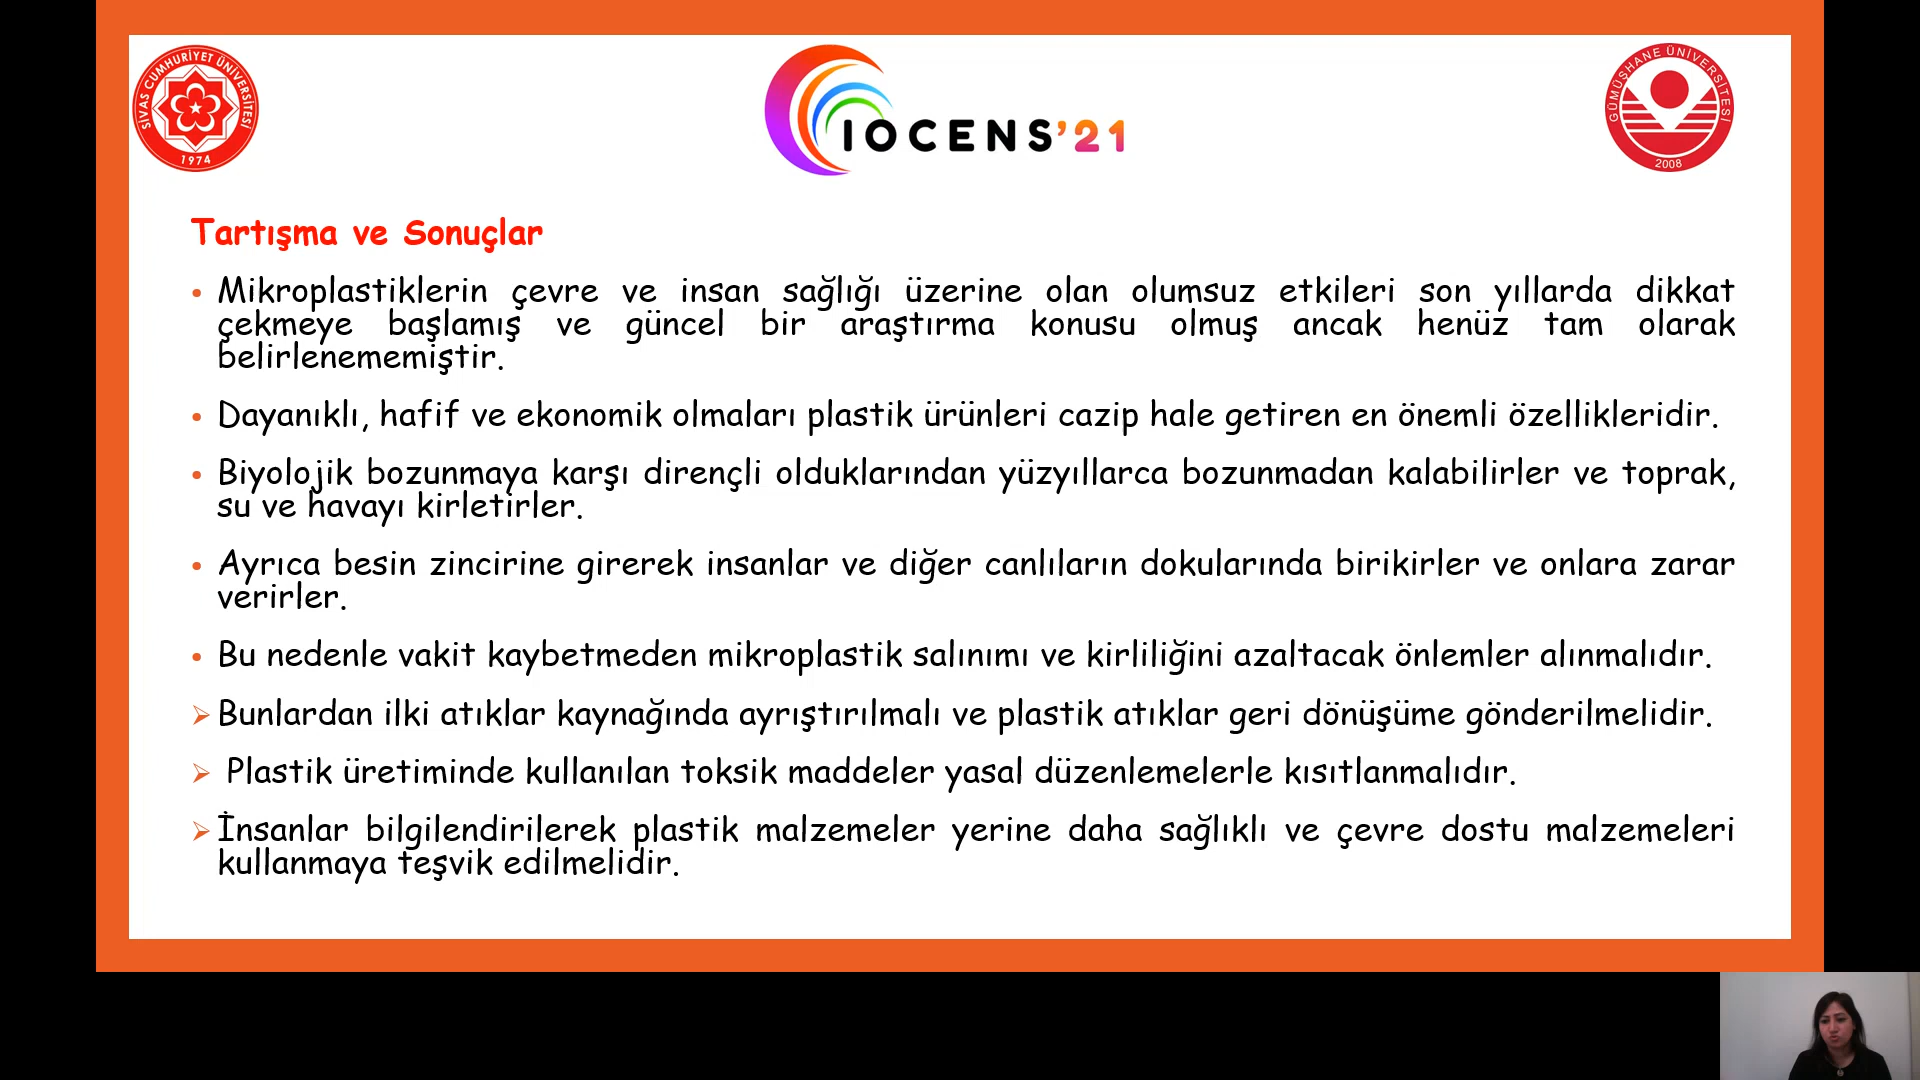 SİVAS CUMHURİYET ÜNİVERSİTESİ
1974
IOCENS'21
GÜMÜŞHANE ÜNİVERSİTESİ
2008
Tartışma ve Sonuçlar
• Mikroplastiklerin çevre ve insan sağlığı üzerine olan olumsuz etkileri son yıllarda dikkat
çekmeye başlamış ve güncel bir araştırma konusu olmuş ancak henüz tam olarak
belirlenememiştir.
• Dayanıklı, hafif ve ekonomik olmaları plastik ürünleri cazip hale getiren en önemli özellikleridir.
• Biyolojik bozunmaya karşı dirençli olduklarından yüzyıllarca bozunmadan kalabilirler ve toprak,
su ve havayı kirletirler.
• Ayrıca besin zincirine girerek insanlar ve diğer canlıların dokularında birikirler ve onlara zarar
verirler.
• Bu nedenle vakit kaybetmeden mikroplastik salınımı ve kirliliğini azaltacak önlemler alınmalıdır.
➢ Bunlardan ilki atıklar kaynağında ayrıştırılmalı ve plastik atıklar geri dönüşüme gönderilmelidir.
➢ Plastik üretiminde kullanılan toksik maddeler yasal düzenlemelerle kısıtlanmalıdır.
➢ İnsanlar bilgilendirilerek plastik malzemeler yerine daha sağlıklı ve çevre dostu malzemeleri
kullanmaya teşvik edilmelidir.